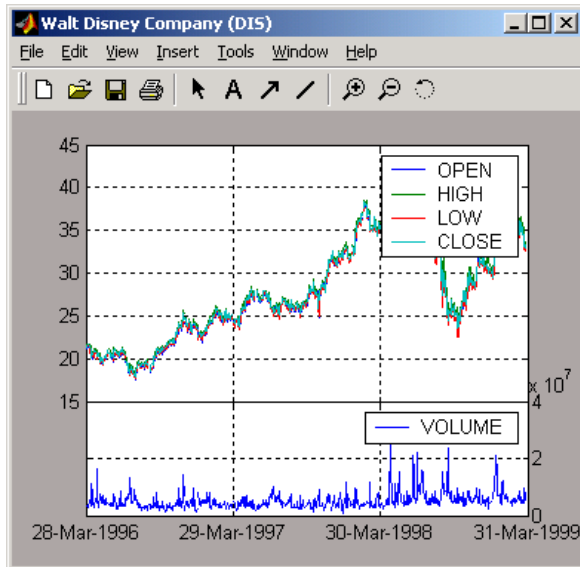 Walt Disney Company (DIS)
File Edit View Insert Tools Window Help
A
45
40
35
30
25
20
15
OPEN
HIGH
LOW
CLOSE
x 10^7
4
2
0
VOLUME
28-Mar-1996 29-Mar-1997 30-Mar-1998 31-Mar-1999